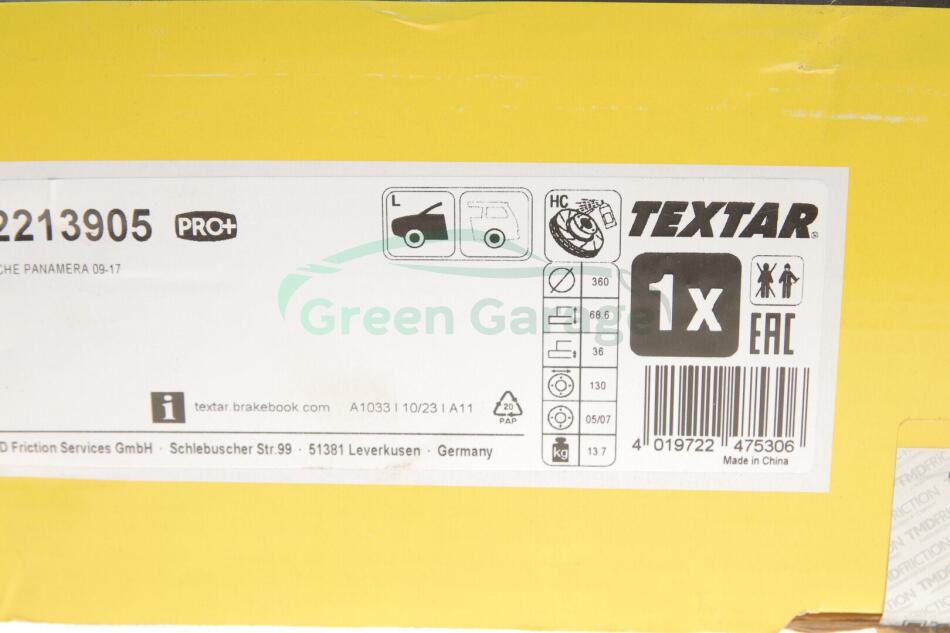 2213905 PRO+
CHE PANAMERA 09-17
L
HC
TEXTAR®
360
68.6
36
130
05/07
kg 13.7
1x
EAC
Green Garage
i textar.brakebook.com A1033 | 10/23 | A11
20
PAP
D Friction Services GmbH · Schlebuscher Str.99 · 51381 Leverkusen · Germany
4 019722 475306
Made in China
TMDFRICTION